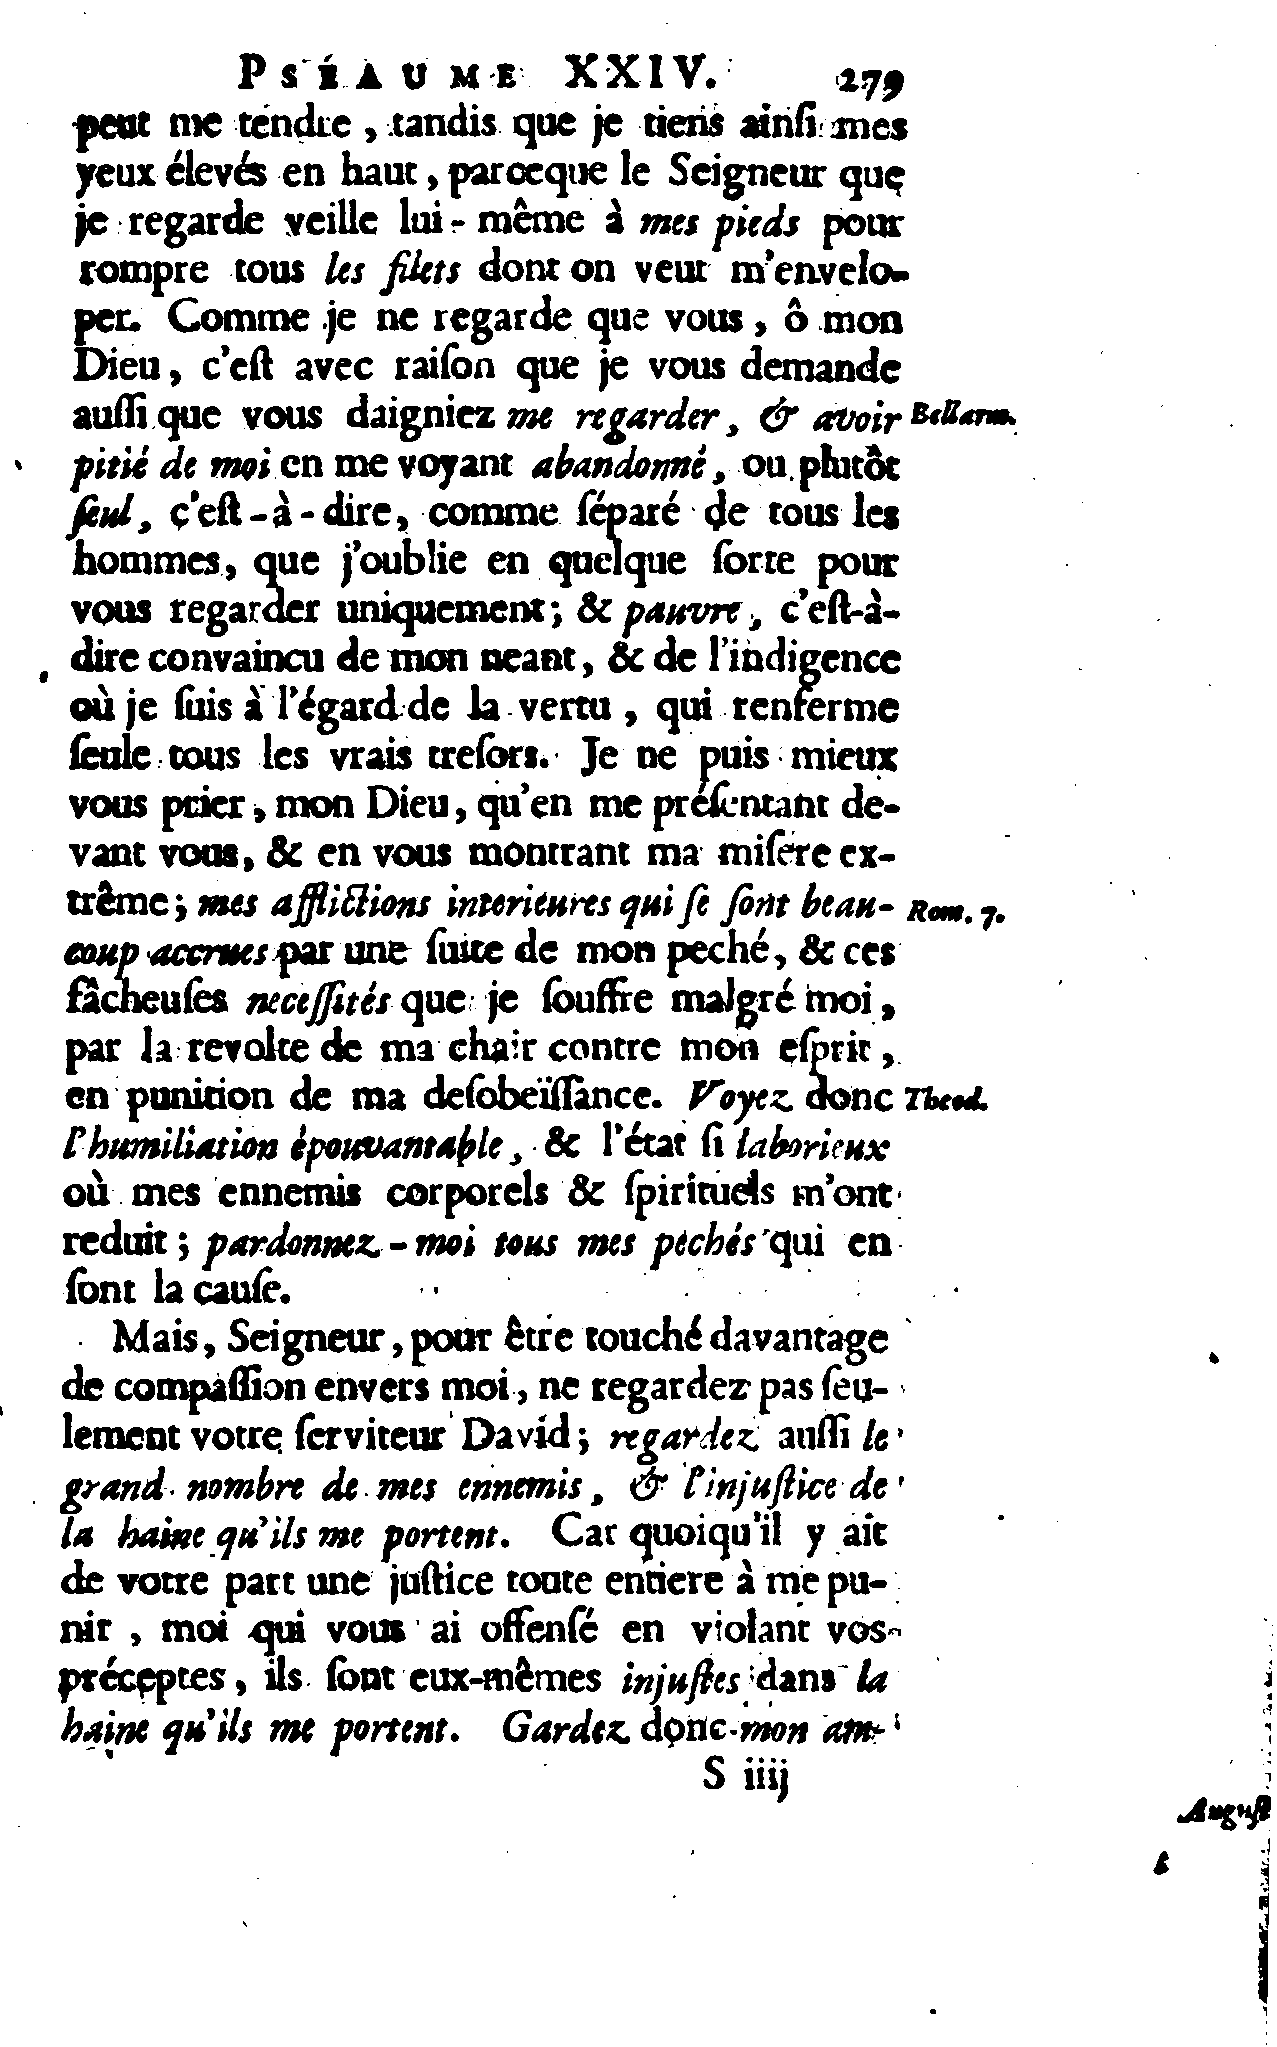 PSÉAUME XXIV. 279
peut me tendre, tandis que je tiens ainſi mes
yeux élevés en haut, parceque le Seigneur que
je regarde veille lui-même à mes pieds pour
rompre tous les filets dont on veut m'envelo-
per. Comme je ne regarde que vous, ô mon
Dieu, c'eſt avec raiſon que je vous demande
auſſi que vous daigniez me regarder, & avoir Bellarm.
pitié de moi en me voyant abandonné, ou plutôt
ſeul, c'eſt-à-dire, comme ſéparé de tous les
hommes, que j'oublie en quelque ſorte pour
vous regarder uniquement; & pauvre, c'eſt-à-
dire convaincu de mon neant, & de l'indigence
où je ſuis à l'égard de la vertu, qui renferme
ſeule tous les vrais treſors. Je ne puis mieux
vous prier, mon Dieu, qu'en me préſentant de-
vant vous, & en vous montrant ma miſere ex-
trême; mes afflictions interieures qui ſe ſont beau- Rom. 7.
coup accrues par une ſuite de mon peché, & ces
fâcheuſes neceſſités que je ſouffre malgré moi,
par la revolte de ma chair contre mon eſprit,
en punition de ma deſobeïſſance. Voyez donc Theod.
l'humiliation épouvantable, & l'état ſi laborieux
où mes ennemis corporels & ſpirituels m'ont
reduit; pardonnez-moi tous mes pechés qui en
ſont la cauſe.
Mais, Seigneur, pour être touché davantage
de compaſſion envers moi, ne regardez pas ſeu-
lement votre ſerviteur David; regardez auſſi le
grand nombre de mes ennemis, & l'injuſtice de
la haine qu'ils me portent. Car quoiqu'il y ait
de votre part une juſtice toute entiere à me pu-
nir, moi qui vous ai offenſé en violant vos
préceptes, ils ſont eux-mêmes injuſtes dans la
haine qu'ils me portent. Gardez donc mon am-
S iiij
Auguſt